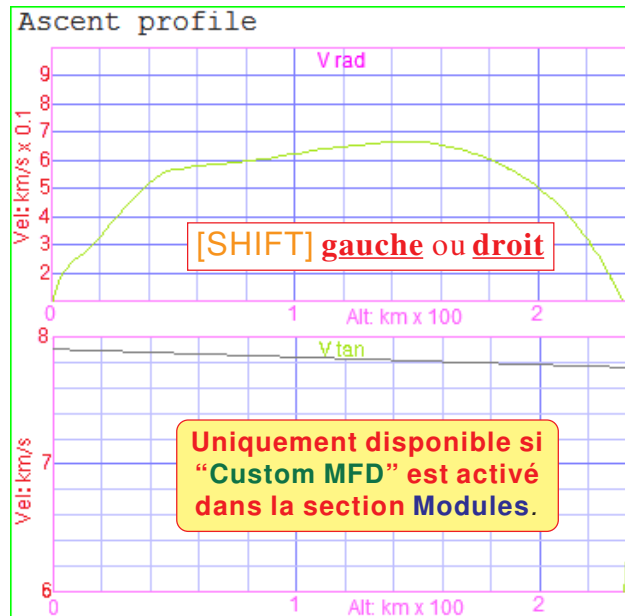 Ascent profile
V rad
9
8
7
6
5
4
3
2
Vel: km/s x 0.1
[SHIFT] gauche ou droit
0 1 2
Alt: km x 100
8
7
6
Vel: km/s
V tan
Uniquement disponible si
“Custom MFD” est activé
dans la section Modules.
0 1 2
Alt: km x 100